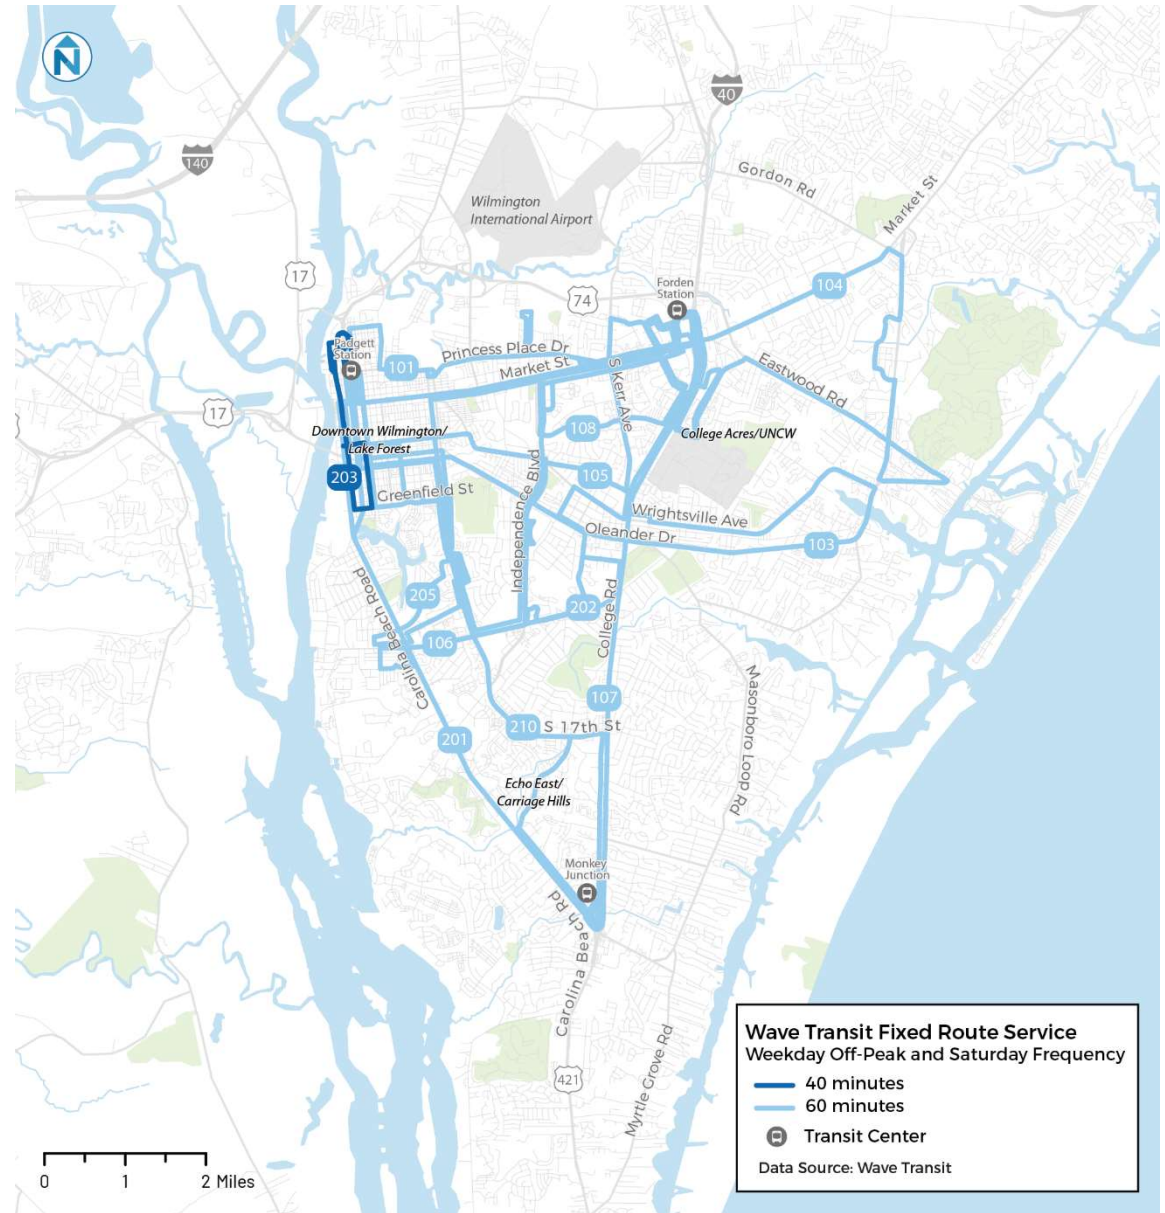 N
40
140
Gordon Rd
Market St
Wilmington
International Airport
17
Forden
Station
74
104
Padgett
Station
Princess Place Dr
101
Market St
S Kerr Ave
Eastwood Rd
17
Downtown Wilmington/
Lake Forest
108
College Acres/UNCW
203
105
Greenfield St
Independence Blvd
Wrightsville Ave
Oleander Dr
103
205
202
Carolina Beach Road
106
College Rd
107
Masonboro Loop Rd
210
S 17th St
201
Echo East/
Carriage Hills
Monkey
Junction
Carolina Beach Rd
421
Myrtle Grove Rd
Wave Transit Fixed Route Service
Weekday Off-Peak and Saturday Frequency
40 minutes
60 minutes
Transit Center
Data Source: Wave Transit
0 1 2 Miles